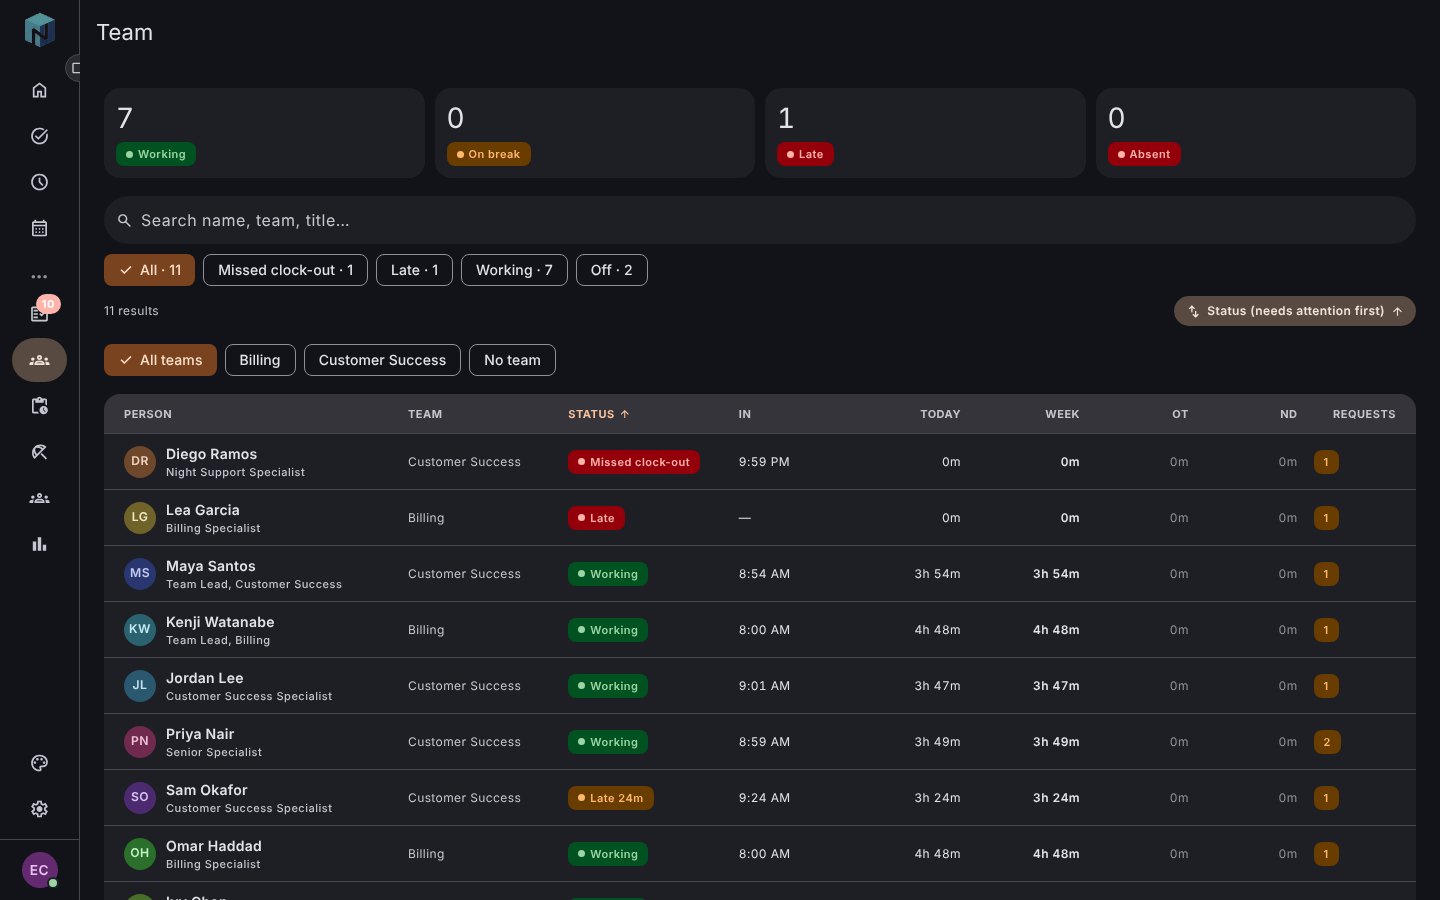 Team
7
Working
0
On break
1
Late
0
Absent
Search name, team, title...
All · 11
Missed clock-out · 1
Late · 1
Working · 7
Off · 2
11 results
Status (needs attention first)
All teams
Billing
Customer Success
No team
PERSON TEAM STATUS IN TODAY WEEK OT ND REQUESTS
DR Diego Ramos Customer Success Missed clock-out 9:59 PM 0m 0m 0m 0m 1
Night Support Specialist
LG Lea Garcia Billing Late — 0m 0m 0m 0m 1
Billing Specialist
MS Maya Santos Customer Success Working 8:54 AM 3h 54m 3h 54m 0m 0m 1
Team Lead, Customer Success
KW Kenji Watanabe Billing Working 8:00 AM 4h 48m 4h 48m 0m 0m 1
Team Lead, Billing
JL Jordan Lee Customer Success Working 9:01 AM 3h 47m 3h 47m 0m 0m 1
Customer Success Specialist
PN Priya Nair Customer Success Working 8:59 AM 3h 49m 3h 49m 0m 0m 2
Senior Specialist
SO Sam Okafor Customer Success Late 24m 9:24 AM 3h 24m 3h 24m 0m 0m 1
Customer Success Specialist
OH Omar Haddad Billing Working 8:00 AM 4h 48m 4h 48m 0m 0m 1
Billing Specialist
10
EC